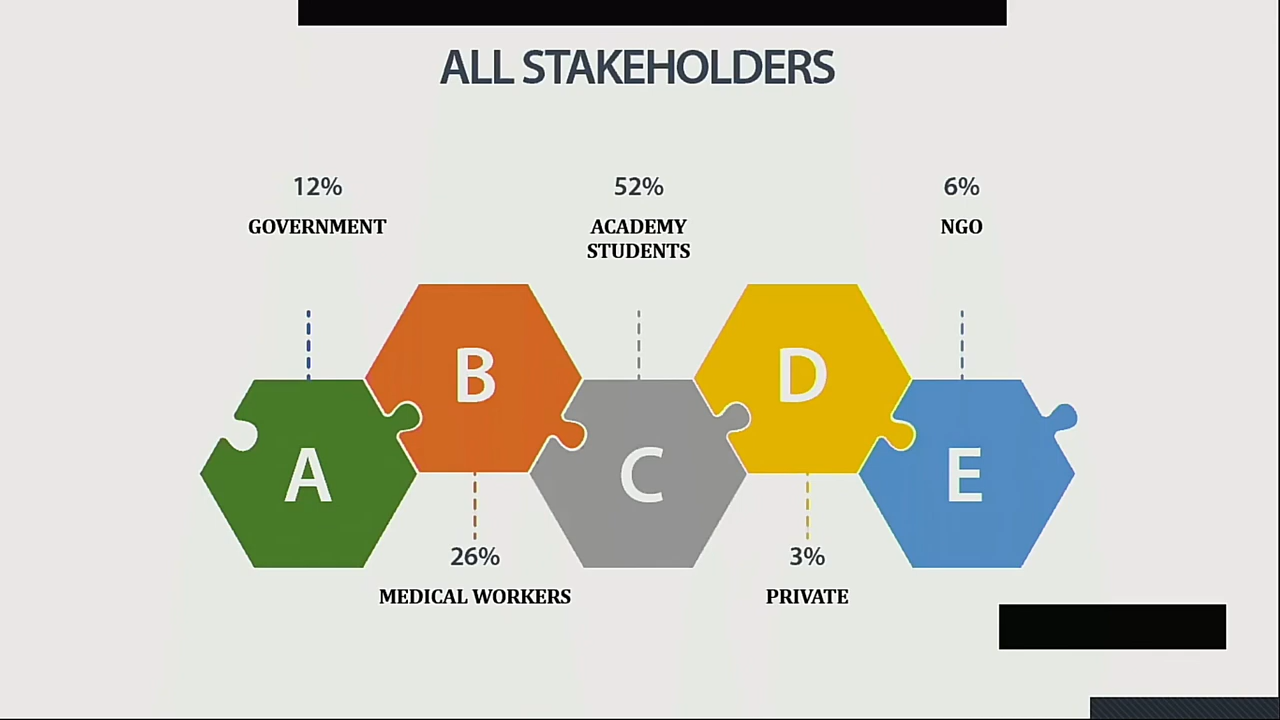 ALL STAKEHOLDERS
12%
GOVERNMENT
52%
ACADEMY
STUDENTS
6%
NGO
B
D
A
C
E
26%
MEDICAL WORKERS
3%
PRIVATE